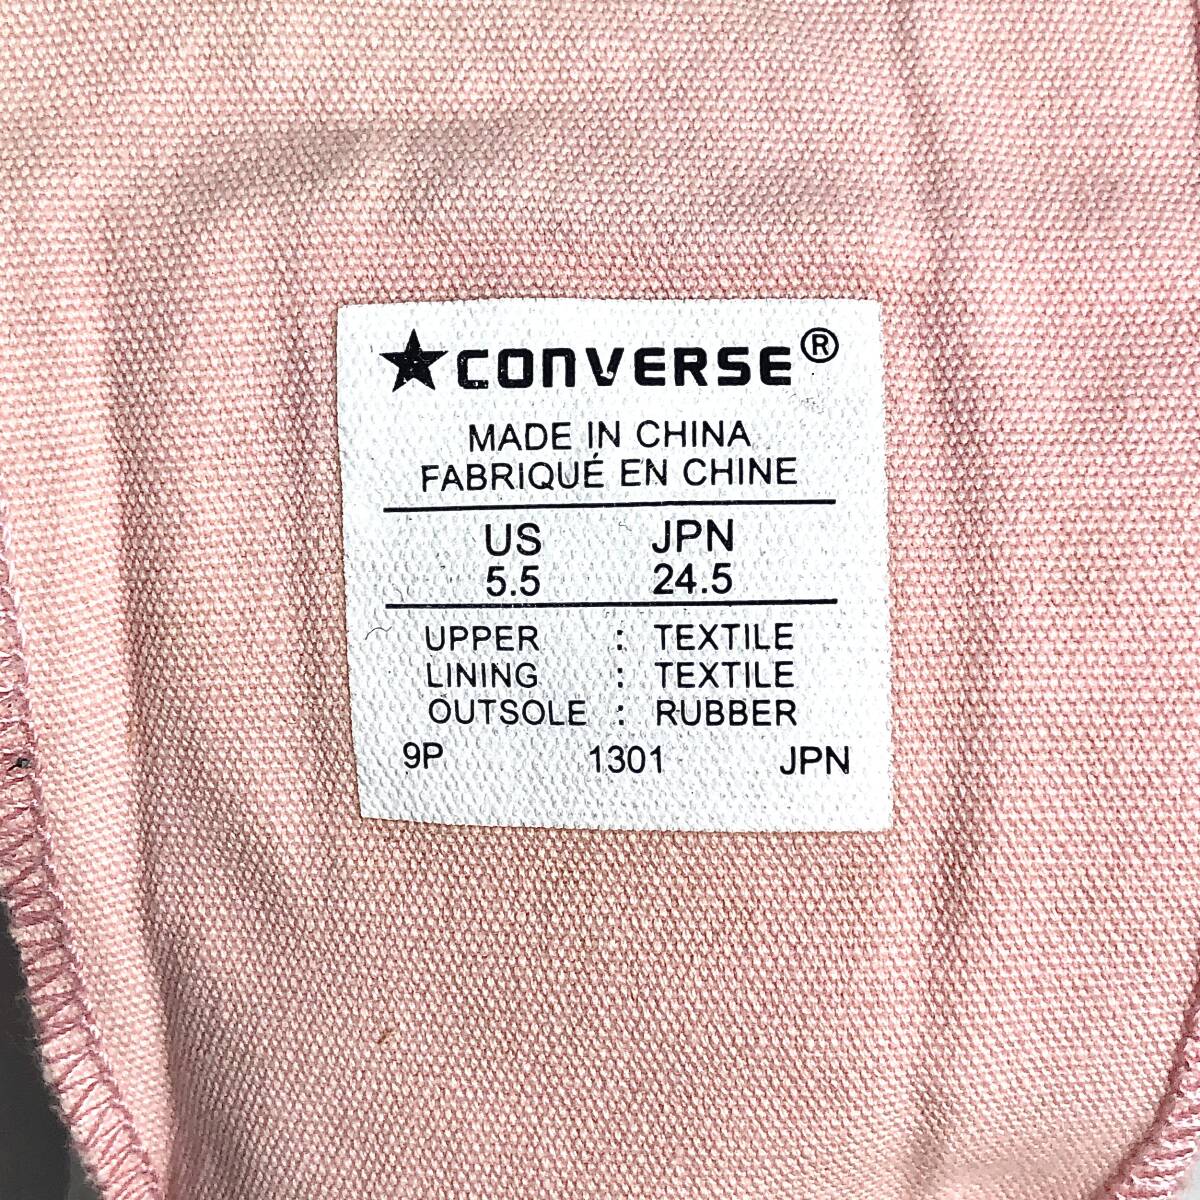 ★CONVERSE®
MADE IN CHINA
FABRIQUÉ EN CHINE
US JPN
5.5 24.5
UPPER : TEXTILE
LINING : TEXTILE
OUTSOLE : RUBBER
9P 1301 JPN